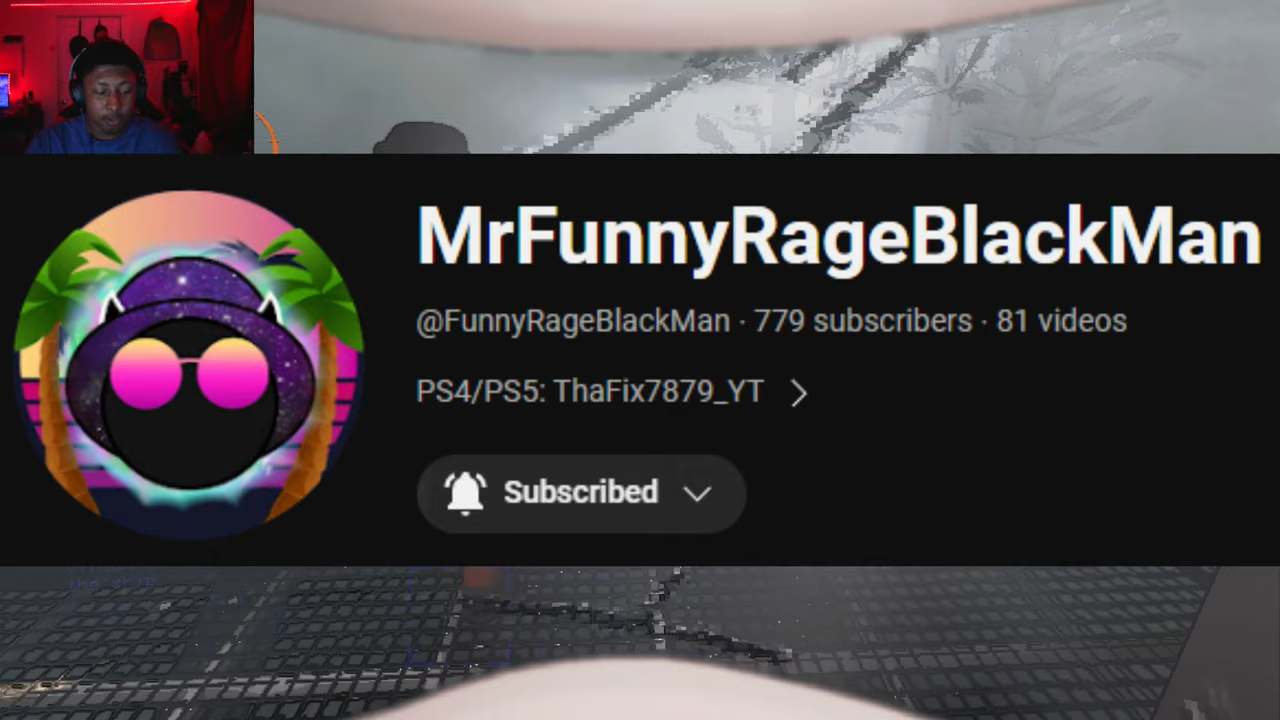 MrFunnyRageBlackMan
@FunnyRageBlackMan · 779 subscribers · 81 videos
PS4/PS5: ThaFix7879_YT
Subscribed